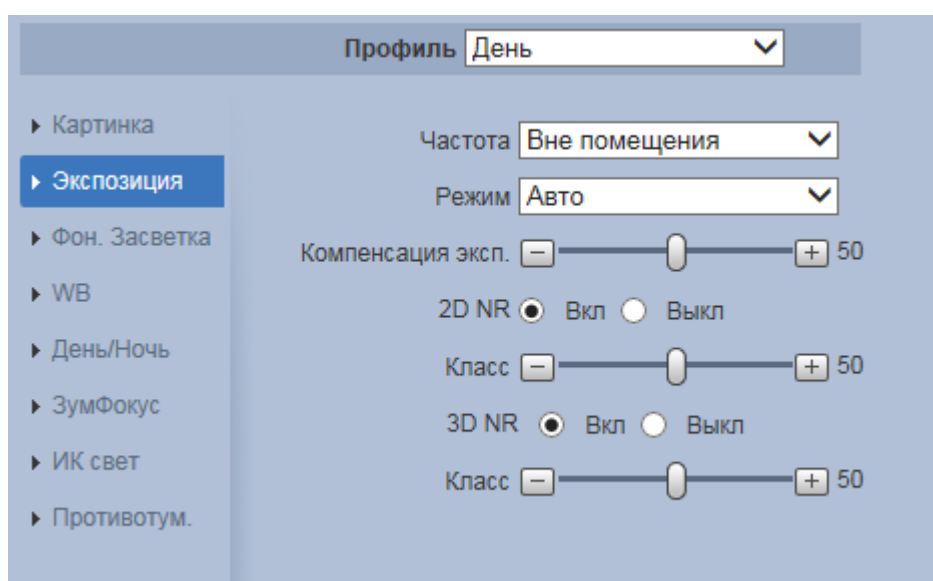 Профиль День
Картинка
Экспозиция
Фон. Засветка
WB
День/Ночь
ЗумФокус
ИК свет
Противотум.
Частота Вне помещения
Режим Авто
Компенсация эксп. 50
2D NR Вкл Выкл
Класс 50
3D NR Вкл Выкл
Класс 50